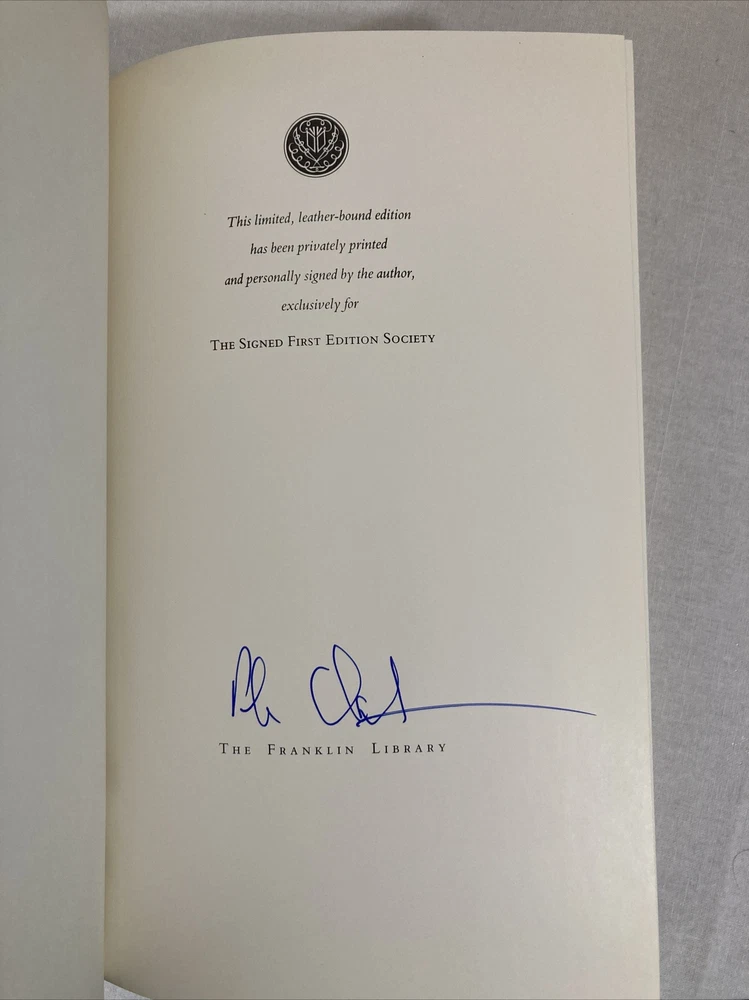 This limited, leather-bound edition
has been privately printed
and personally signed by the author,
exclusively for
THE SIGNED FIRST EDITION SOCIETY
THE FRANKLIN LIBRARY